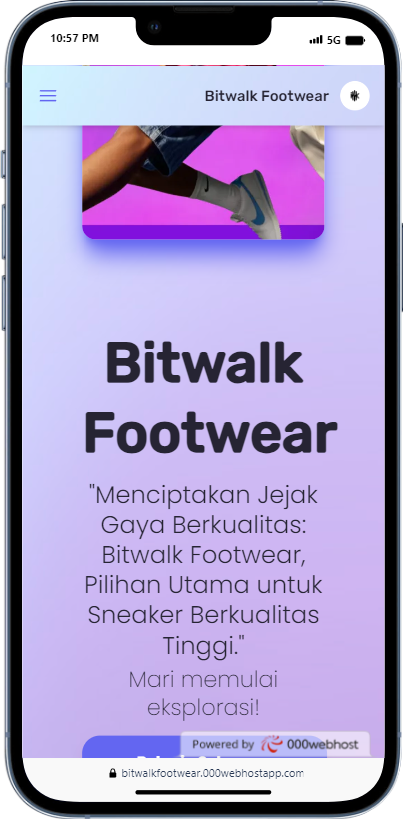 10:57 PM
5G
Bitwalk Footwear
Bitwalk
Footwear
"Menciptakan Jejak
Gaya Berkualitas:
Bitwalk Footwear,
Pilihan Utama untuk
Sneaker Berkualitas
Tinggi."
Mari memulai
eksplorasi!
Powered by 000webhost
bitwalkfootwear.000webhostapp.com